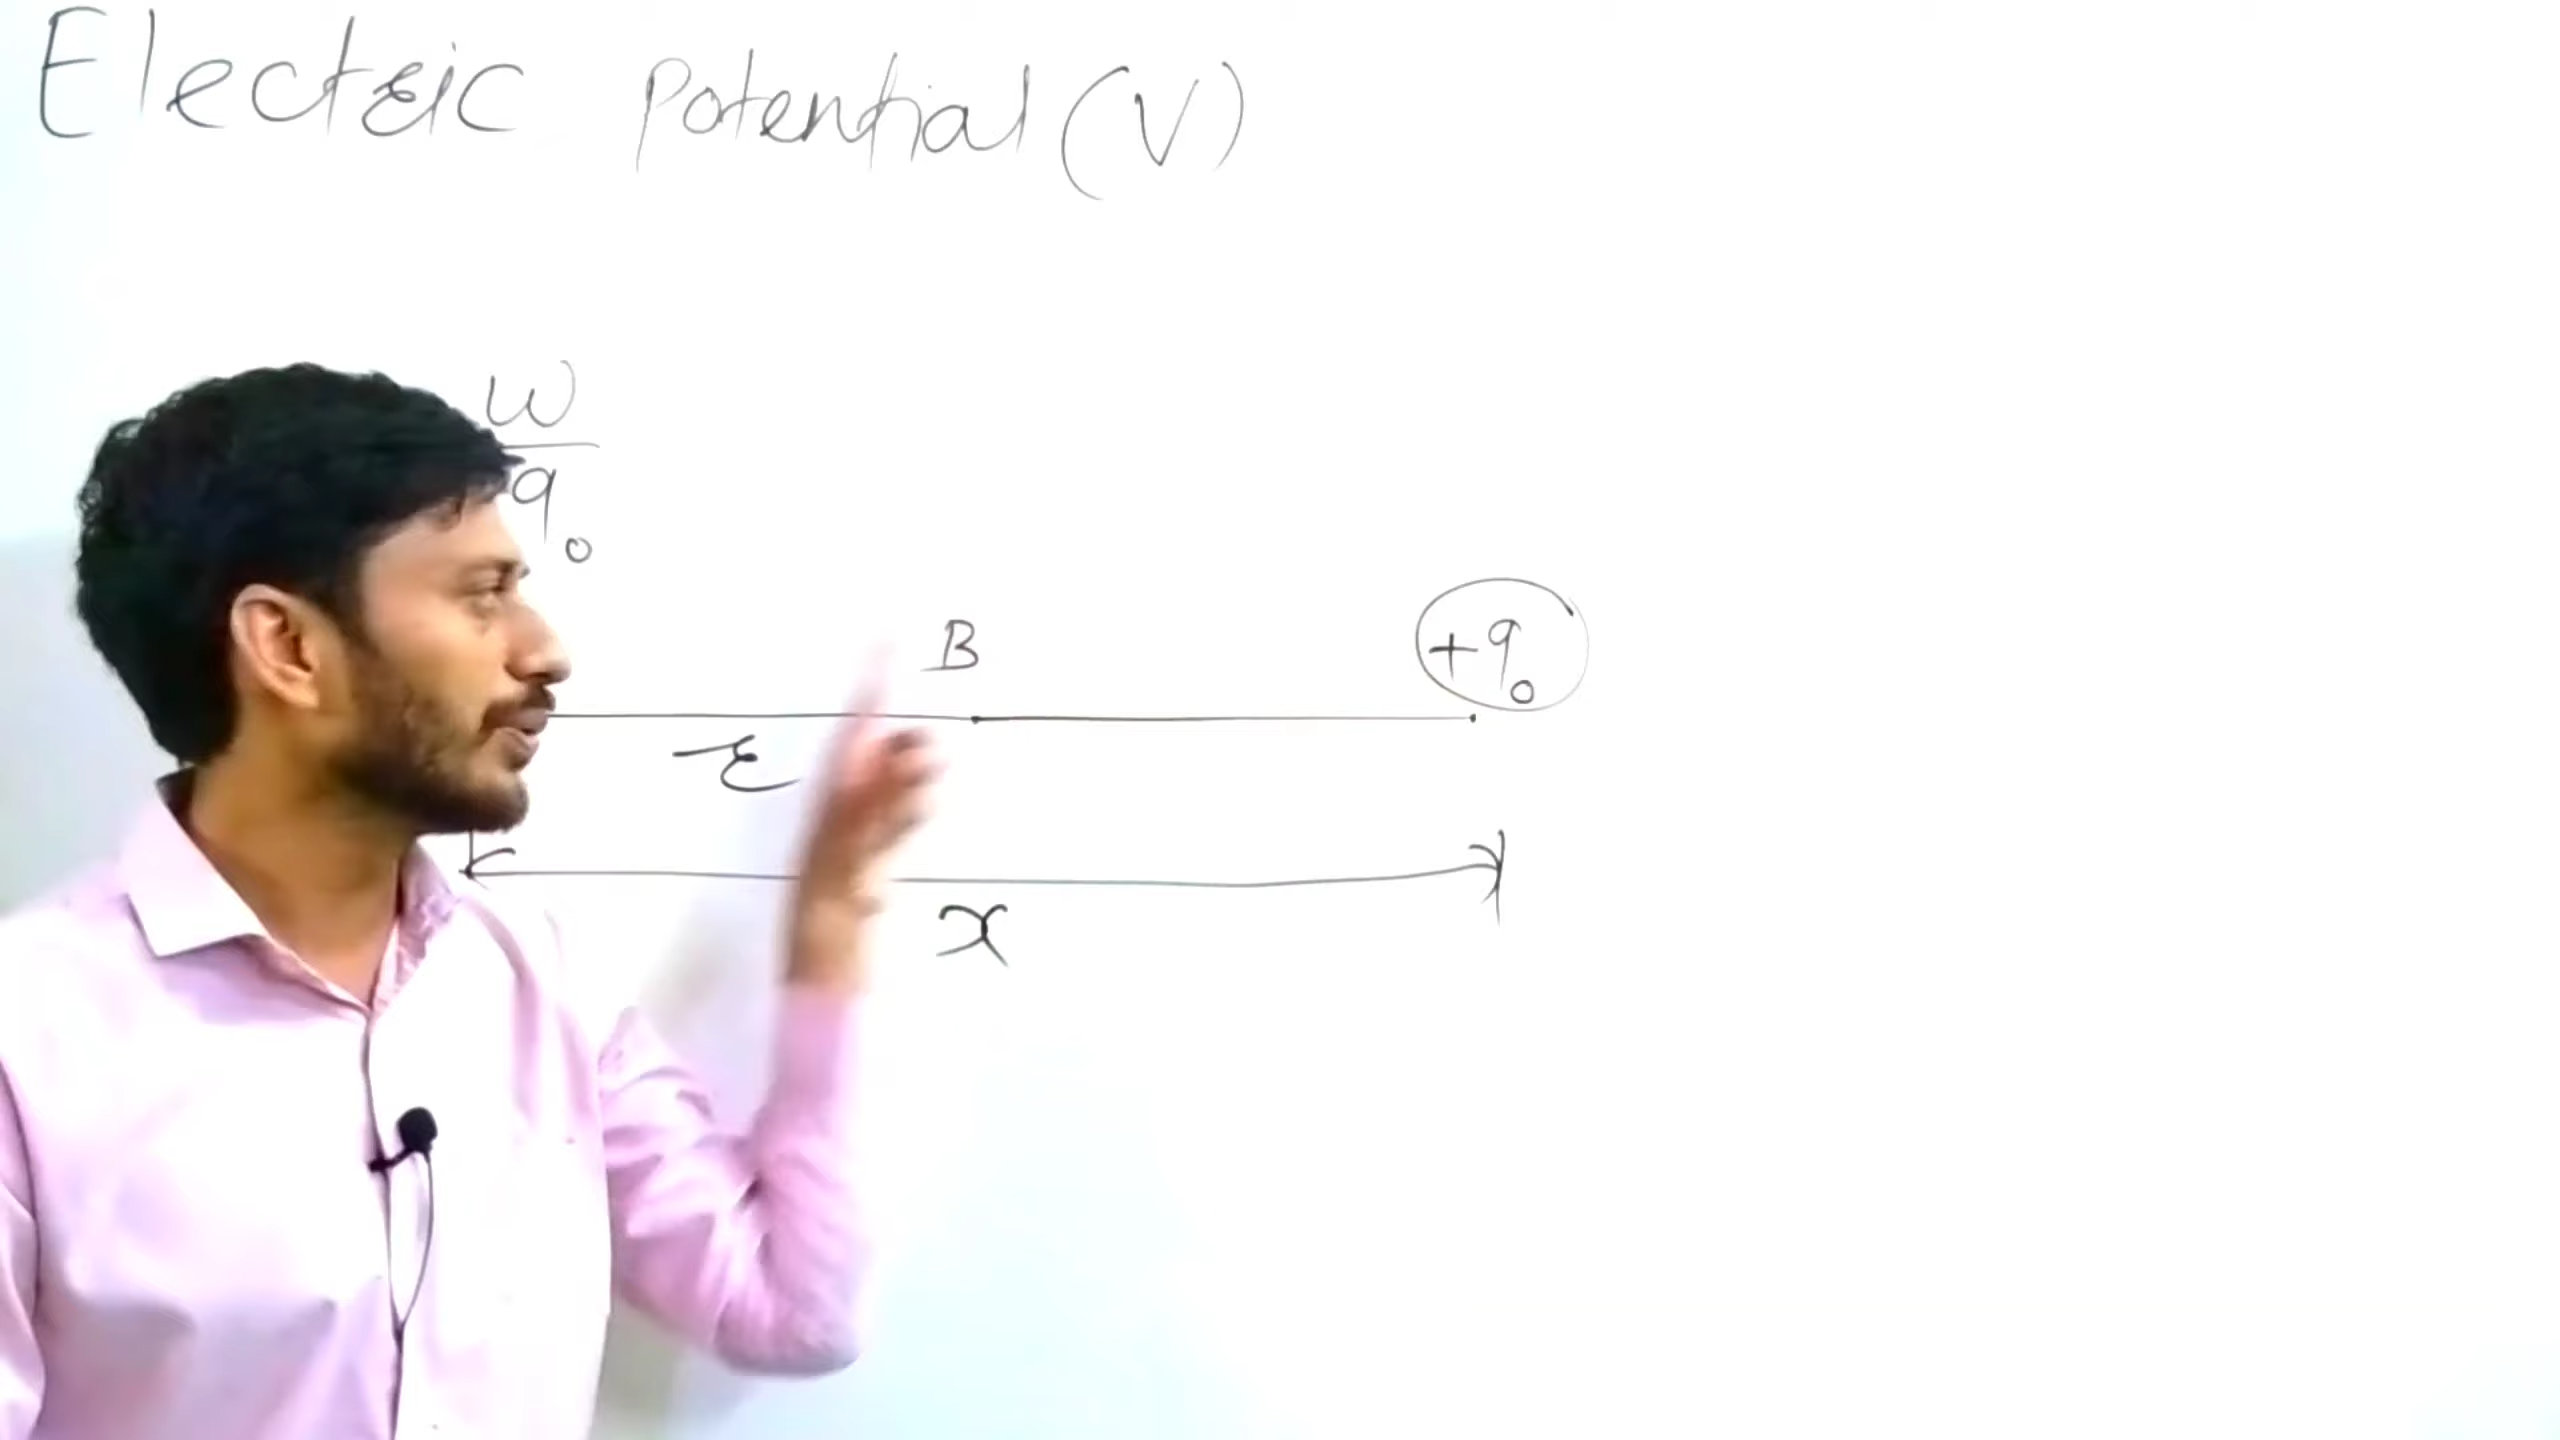 Electric Potential (V)
W
q₀
B
+q₀
r
x